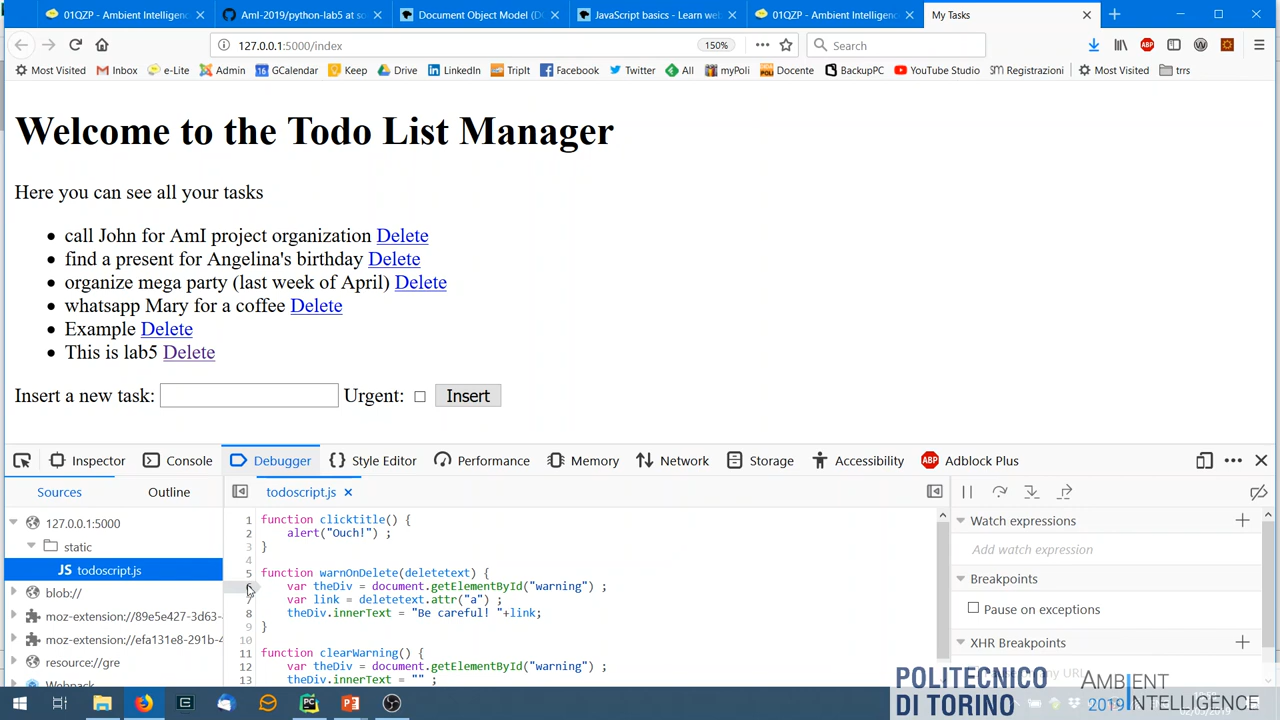 01QZP - Ambient Intelligenc
AmI-2019/python-lab5 at so
Document Object Model (D
JavaScript basics - Learn we
01QZP - Ambient Intelligenc
My Tasks
127.0.0.1:5000/index
150%
Search
Most Visited
Inbox
e-Lite
Admin
GCalendar
Keep
Drive
LinkedIn
TripIt
Facebook
Twitter
All
myPoli
Docente
BackupPC
YouTube Studio
Registrazioni
Most Visited
trrs
Welcome to the Todo List Manager
Here you can see all your tasks
• call John for AmI project organization Delete
• find a present for Angelina's birthday Delete
• organize mega party (last week of April) Delete
• whatsapp Mary for a coffee Delete
• Example Delete
• This is lab5 Delete
Insert a new task: Urgent: Insert
Inspector
Console
Debugger
{} Style Editor
Performance
Memory
Network
Storage
Accessibility
ABP Adblock Plus
Sources
Outline
todoscript.js
127.0.0.1:5000
static
JS todoscript.js
blob://
moz-extension://89e5e427-3d63-
moz-extension://efa131e8-291b-4
resource://gre
Webpack
1 function clicktitle() {
2 alert("Ouch!") ;
3 }
4
5 function warnOnDelete(deletetext) {
6 var theDiv = document.getElementById("warning") ;
7 var link = deletetext.attr("a") ;
8 theDiv.innerText = "Be careful! "+link;
9 }
10
11 function clearWarning() {
12 var theDiv = document.getElementById("warning") ;
13 theDiv.innerText = "" ;
Watch expressions
Add watch expression
Breakpoints
Pause on exceptions
XHR Breakpoints
POLITECNICO
DI TORINO
AMBIENT
INTELLIGENCE
2019